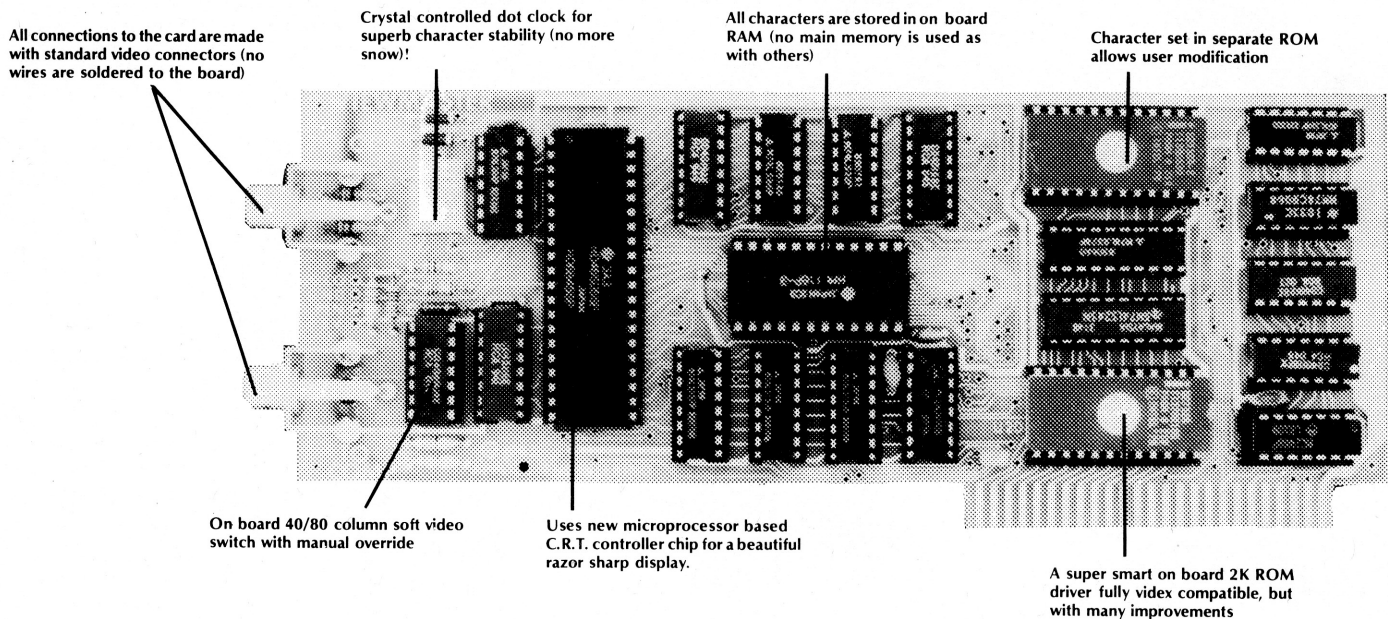 All connections to the card are made
with standard video connectors (no
wires are soldered to the board)
Crystal controlled dot clock for
superb character stability (no more
snow)!
All characters are stored in on board
RAM (no main memory is used as
with others)
Character set in separate ROM
allows user modification
On board 40/80 column soft video
switch with manual override
Uses new microprocessor based
C.R.T. controller chip for a beautiful
razor sharp display.
A super smart on board 2K ROM
driver fully videx compatible, but
with many improvements